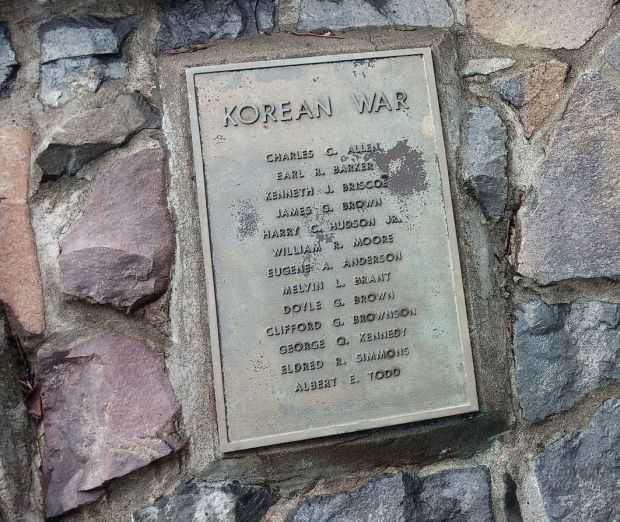 KOREAN WAR
CHARLES C. ALLEN
EARL R. BARKER
KENNETH J. BRISCOE
JAMES G. BROWN
HARRY C. HUDSON JR.
WILLIAM R. MOORE
EUGENE A. ANDERSON
MELVIN L. BRANT
DOYLE G. BROWN
CLIFFORD G. BROWNSON
GEORGE Q. KENNEDY
ELDRED R. SIMMONS
ALBERT E. TODD